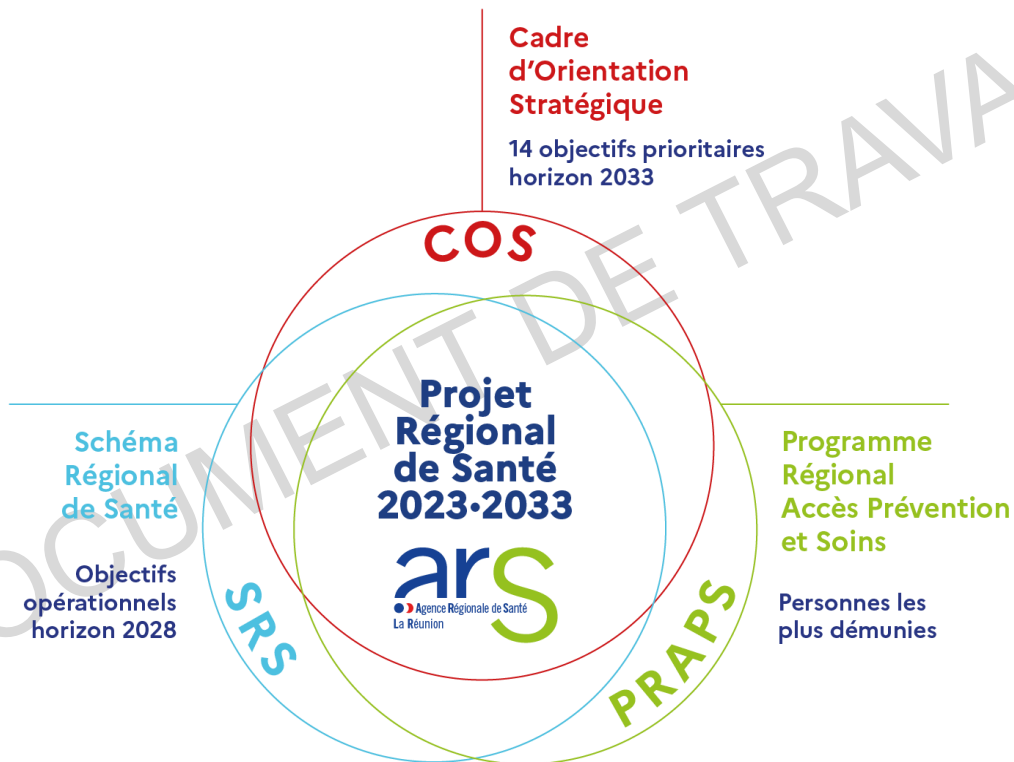 Cadre
d'Orientation
Stratégique
14 objectifs prioritaires
horizon 2033
COS
Projet
Régional
de Santé
2023•2033
ars
Agence Régionale de Santé
La Réunion
Schéma
Régional
de Santé
Objectifs
opérationnels
horizon 2028
SRS
Programme
Régional
Accès Prévention
et Soins
Personnes les
plus démunies
PRAPS
OCUMENT DE TRAVA